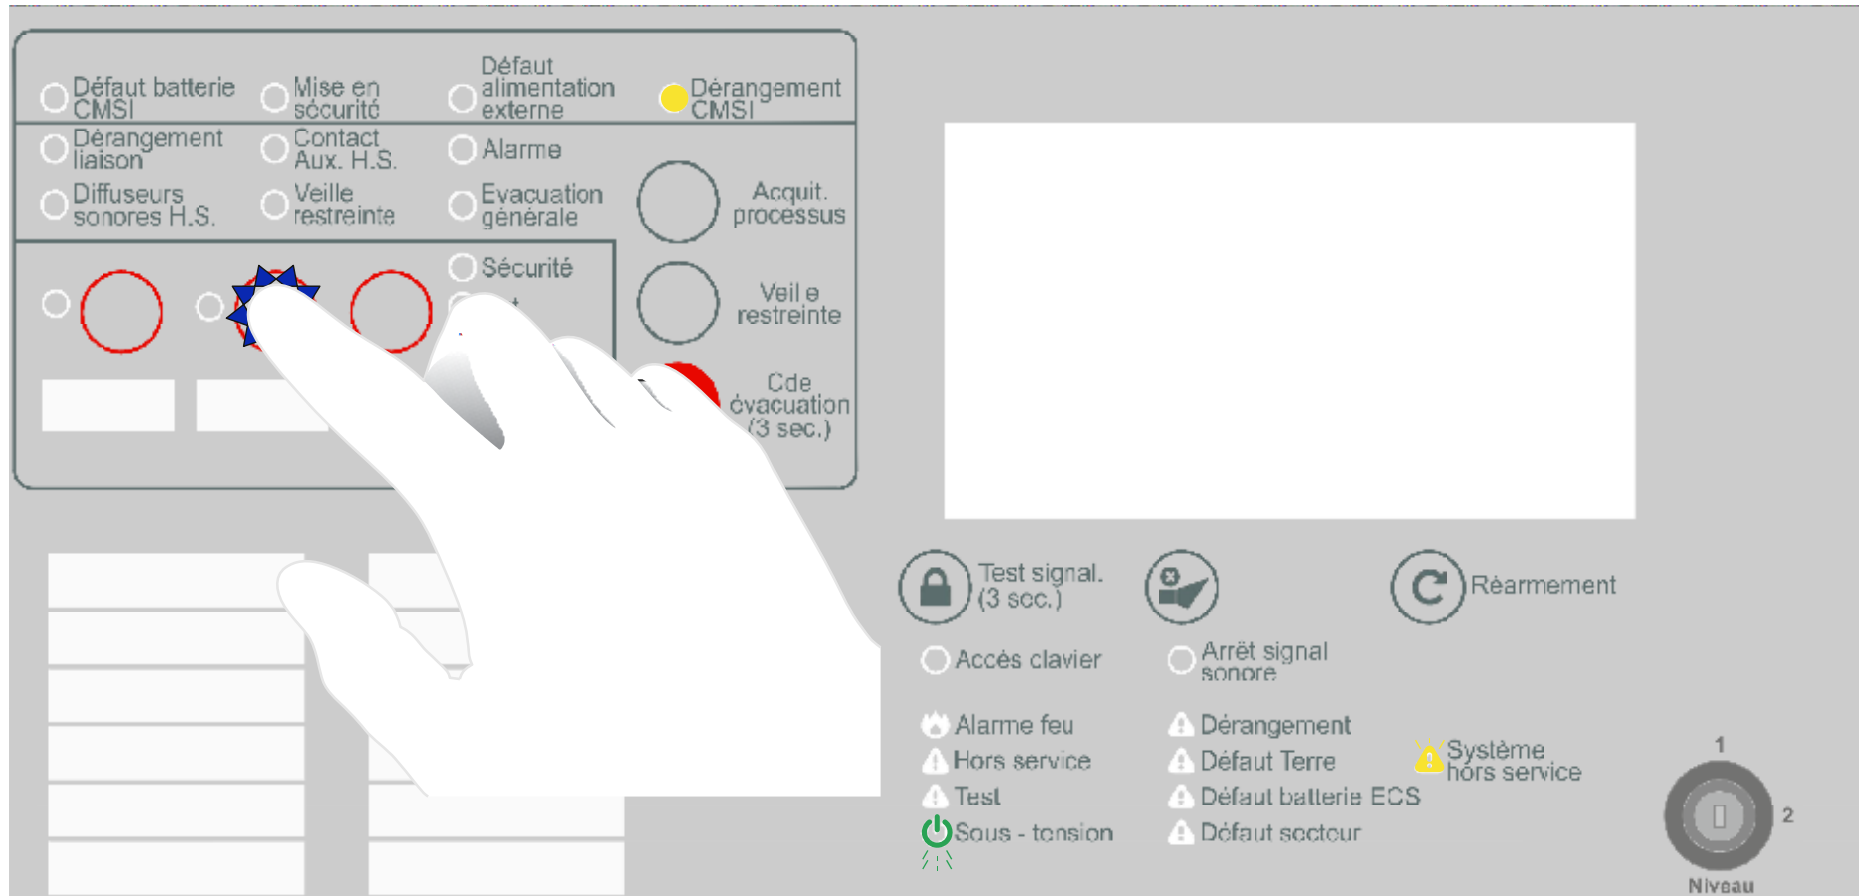 Défaut batterie
CMSI
Mise en
sécurité
Défaut
alimentation
externe
Dérangement
CMSI
Dérangement
liaison
Contact
Aux. H.S.
Alarme
Diffuseurs
sonores H.S.
Veille
restreinte
Evacuation
générale
Acquit.
processus
Sécurité
Veil e
restreinte
Cde
évacuation
(3 sec.)
Test signal.
(3 sec.)
Réarmement
Accés clavier
Arrêt signal
sonore
Alarme feu
Dérangement
Hors service
Défaut Terre
Système
hors service
Test
Défaut batterie ECS
Sous - tension
Défaut secteur
1
2
Niveau